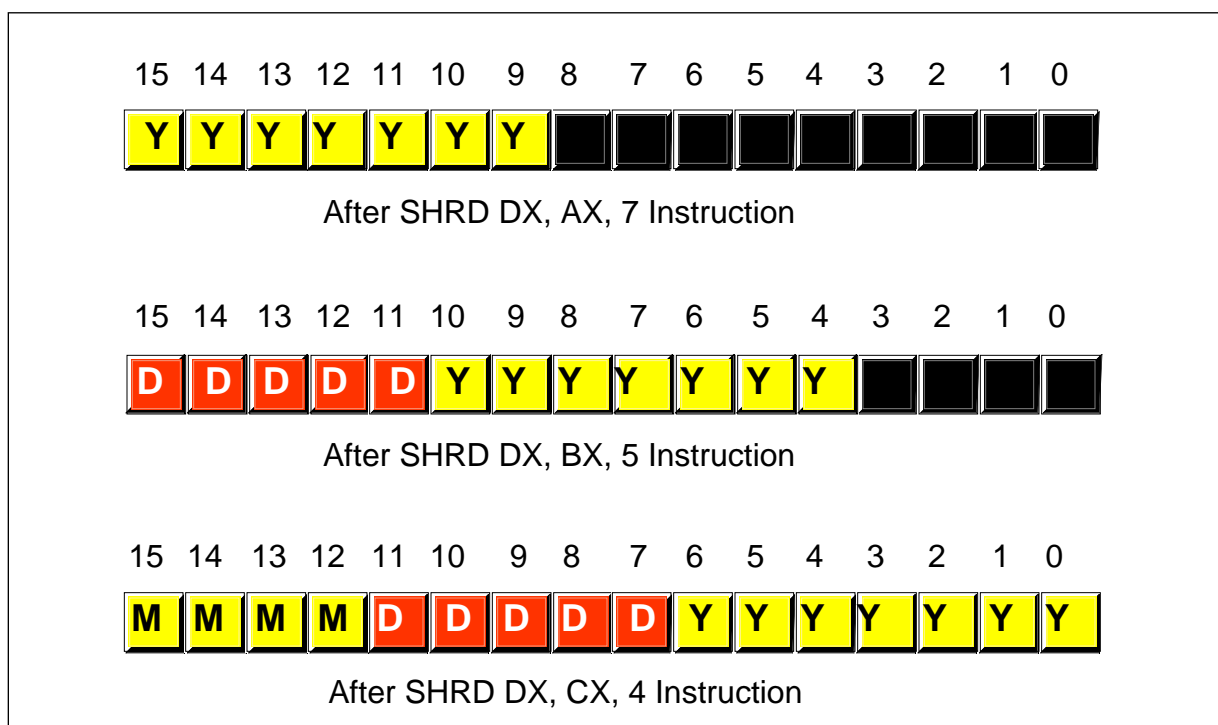 15 14 13 12 11 10 9 8 7 6 5 4 3 2 1 0
Y Y Y Y Y Y Y
After SHRD DX, AX, 7 Instruction
15 14 13 12 11 10 9 8 7 6 5 4 3 2 1 0
D D D D D Y Y Y Y Y Y Y
After SHRD DX, BX, 5 Instruction
15 14 13 12 11 10 9 8 7 6 5 4 3 2 1 0
M M M M D D D D D Y Y Y Y Y Y Y
After SHRD DX, CX, 4 Instruction